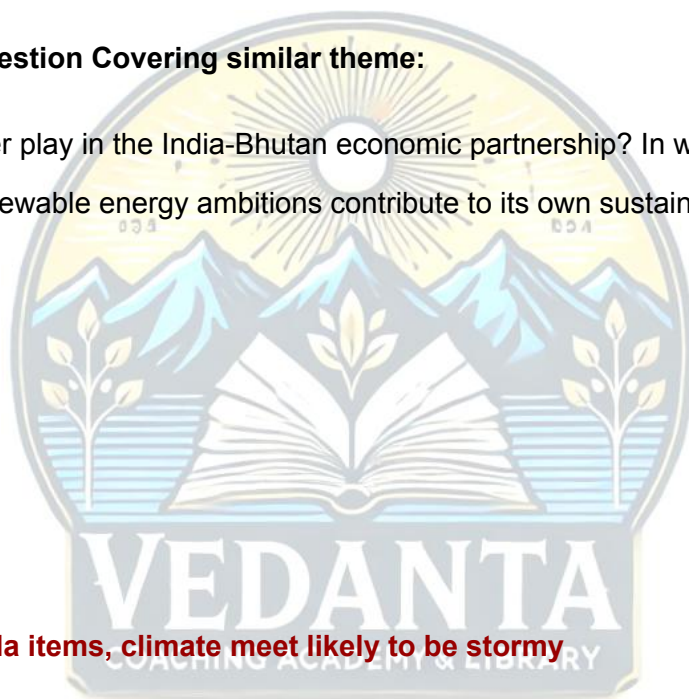 estion Covering similar theme:
er play in the India-Bhutan economic partnership? In w
ewable energy ambitions contribute to its own sustain
VEDANTA
la items, climate meet likely to be stormy
COACHING ACADEMY & LIBRARY